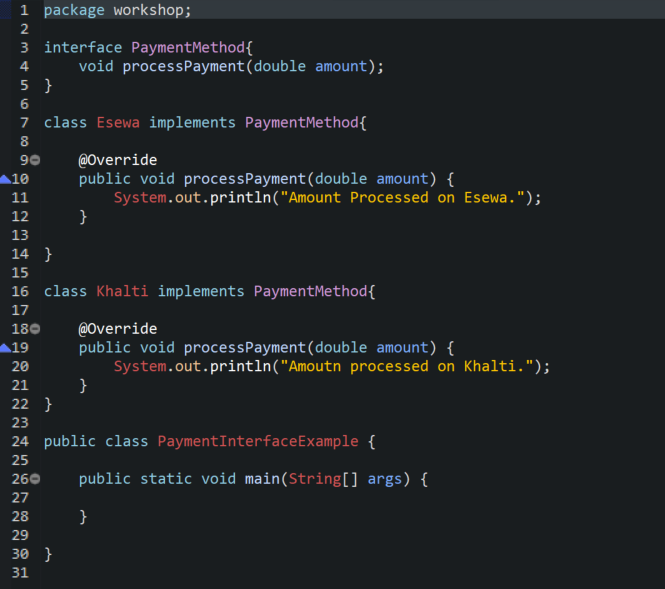 1 package workshop;
2
3 interface PaymentMethod{
4     void processPayment(double amount);
5 }
6
7 class Esewa implements PaymentMethod{
8
9     @Override
10     public void processPayment(double amount) {
11         System.out.println("Amount Processed on Esewa.");
12     }
13
14 }
15
16 class Khalti implements PaymentMethod{
17
18     @Override
19     public void processPayment(double amount) {
20         System.out.println("Amoutn processed on Khalti.");
21     }
22 }
23
24 public class PaymentInterfaceExample {
25
26     public static void main(String[] args) {
27
28     }
29
30 }
31